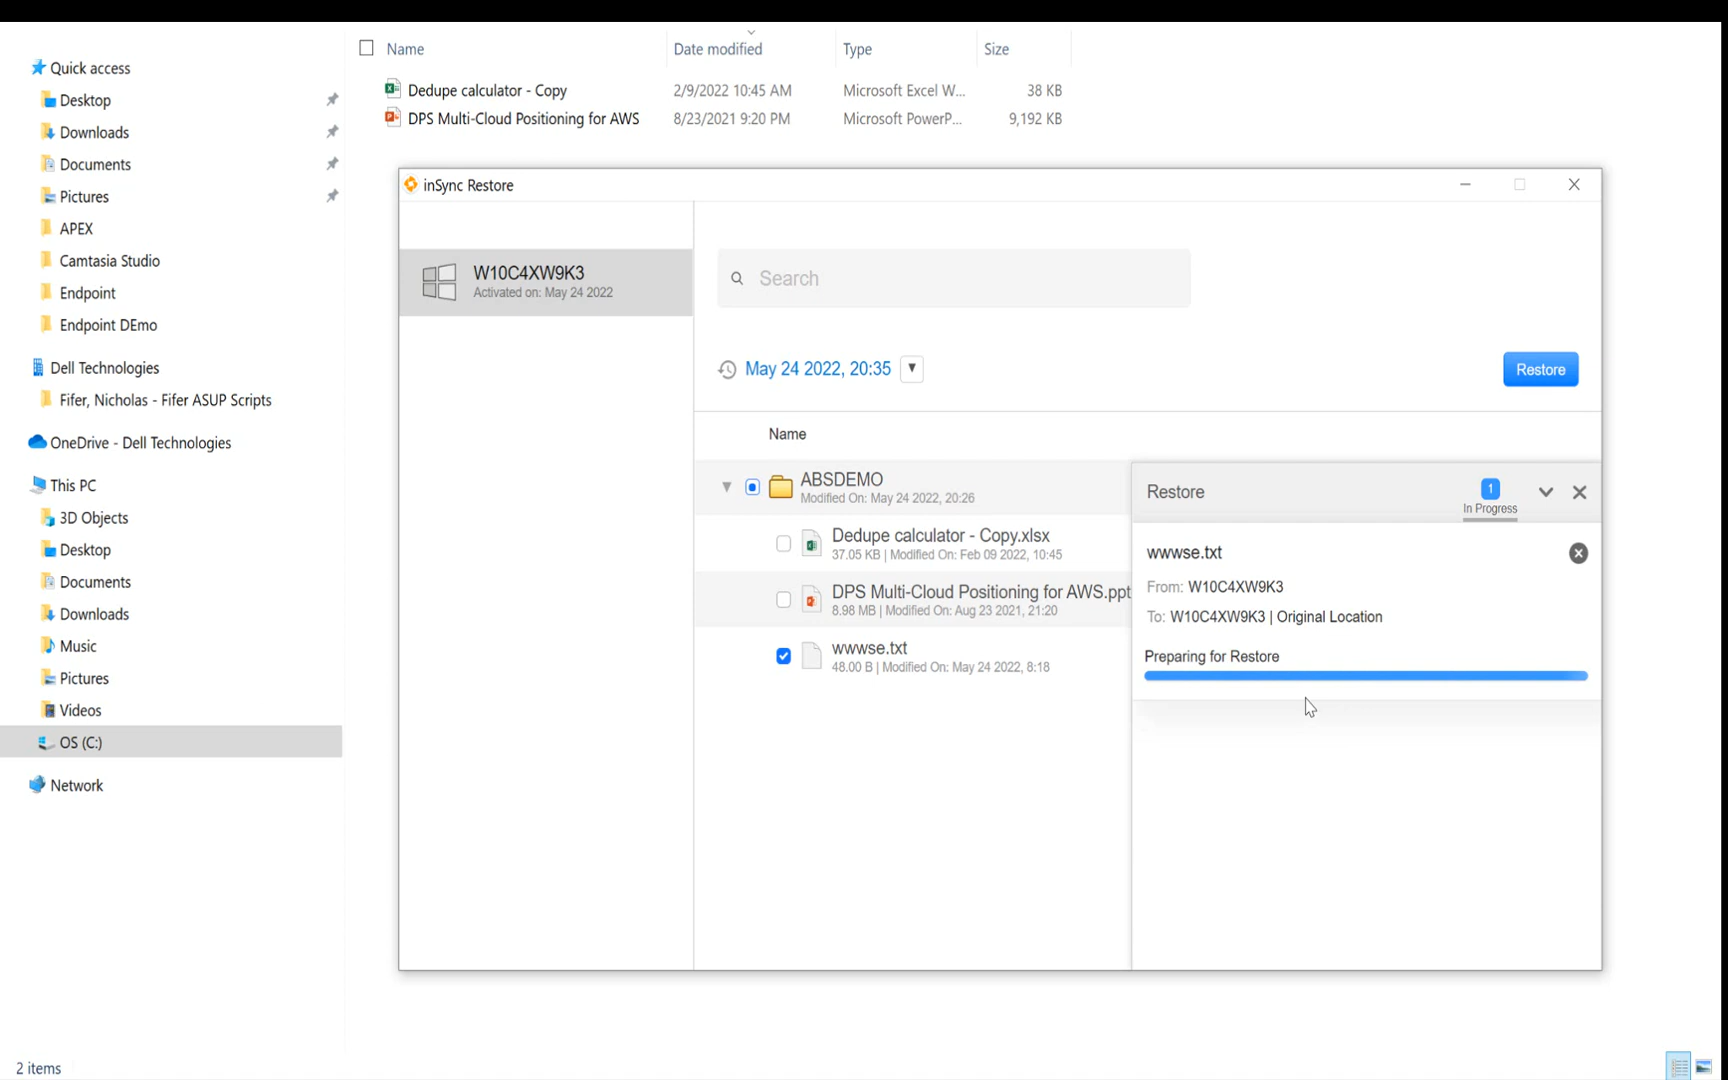 Name Date modified Type Size
Quick access
Desktop
Downloads
Documents
Pictures
APEX
Camtasia Studio
Endpoint
Endpoint DEmo
Dell Technologies
Fifer, Nicholas - Fifer ASUP Scripts
OneDrive - Dell Technologies
This PC
3D Objects
Desktop
Documents
Downloads
Music
Pictures
Videos
OS (C:)
Network
2 items
Dedupe calculator - Copy 2/9/2022 10:45 AM Microsoft Excel W... 38 KB
DPS Multi-Cloud Positioning for AWS 8/23/2021 9:20 PM Microsoft PowerP... 9,192 KB
inSync Restore
W10C4XW9K3
Activated on: May 24 2022
Search
May 24 2022, 20:35
Restore
Name
ABSDEMO
Modified On: May 24 2022, 20:26
Dedupe calculator - Copy.xlsx
37.05 KB | Modified On: Feb 09 2022, 10:45
DPS Multi-Cloud Positioning for AWS.ppt
8.98 MB | Modified On: Aug 23 2021, 21:20
wwwse.txt
48.00 B | Modified On: May 24 2022, 8:18
Restore
1
In Progress
wwwse.txt
From: W10C4XW9K3
To: W10C4XW9K3 | Original Location
Preparing for Restore